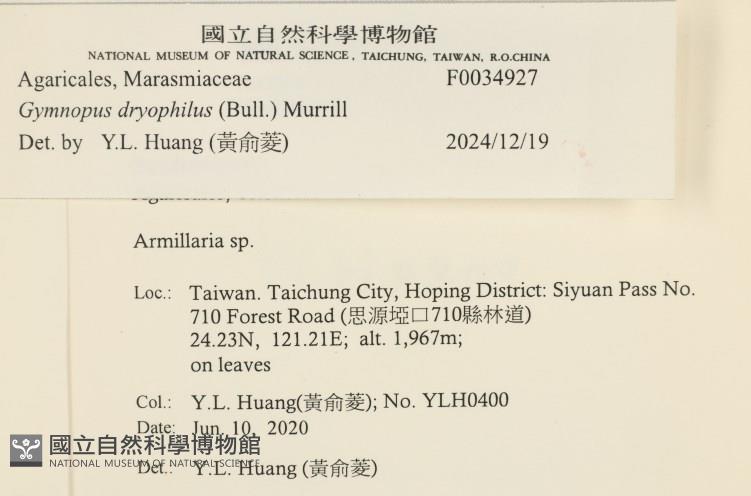 國立自然科學博物館
NATIONAL MUSEUM OF NATURAL SCIENCE, TAICHUNG, TAIWAN, R.O.CHINA
Agaricales, Marasmiaceae F0034927
Gymnopus dryophilus (Bull.) Murrill
Det. by Y.L. Huang (黃俞菱) 2024/12/19
Armillaria sp.
Loc.: Taiwan. Taichung City, Hoping District: Siyuan Pass No.
710 Forest Road (思源埡口710縣林道)
24.23N, 121.21E; alt. 1,967m;
on leaves
Col.: Y.L. Huang(黃俞菱); No. YLH0400
Date: Jun. 10, 2020
Det.: Y.L. Huang (黃俞菱)
國立自然科學博物館
NATIONAL MUSEUM OF NATURAL SCIENCE